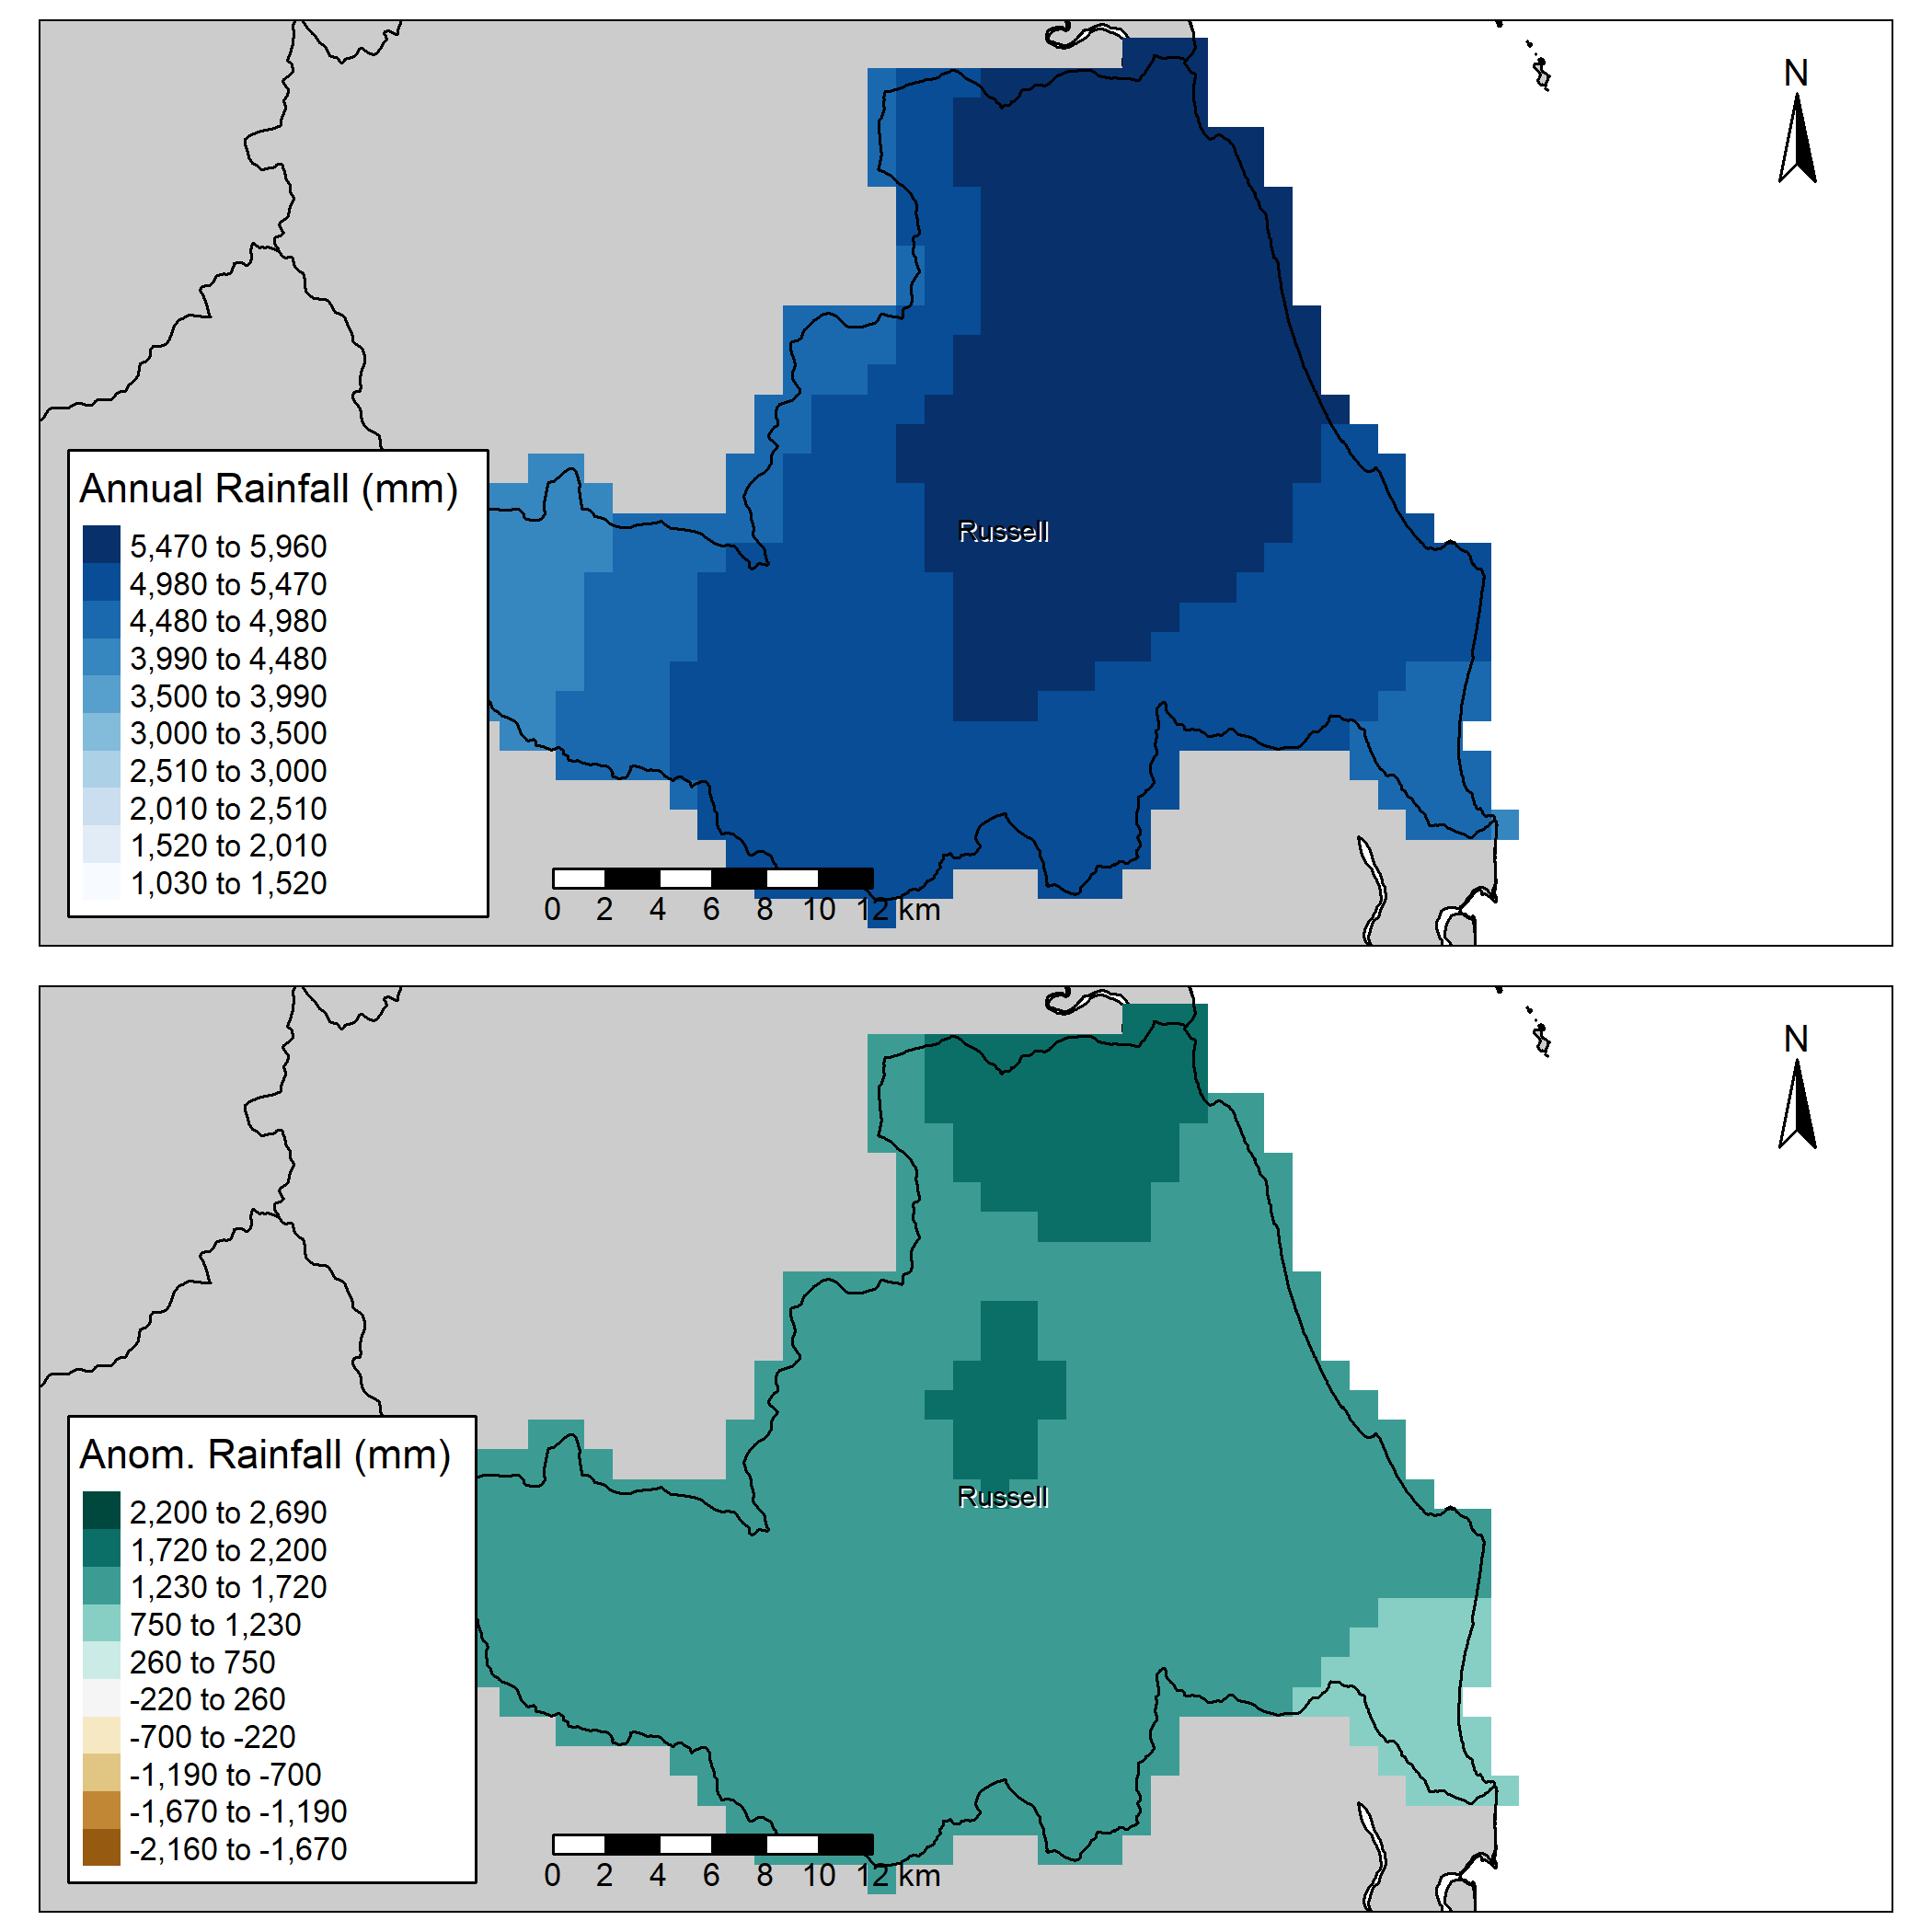 N
Russell
Annual Rainfall (mm)
5,470 to 5,960
4,980 to 5,470
4,480 to 4,980
3,990 to 4,480
3,500 to 3,990
3,000 to 3,500
2,510 to 3,000
2,010 to 2,510
1,520 to 2,010
1,030 to 1,520
0 2 4 6 8 10 12 km
N
Russell
Anom. Rainfall (mm)
2,200 to 2,690
1,720 to 2,200
1,230 to 1,720
750 to 1,230
260 to 750
-220 to 260
-700 to -220
-1,190 to -700
-1,670 to -1,190
-2,160 to -1,670
0 2 4 6 8 10 12 km